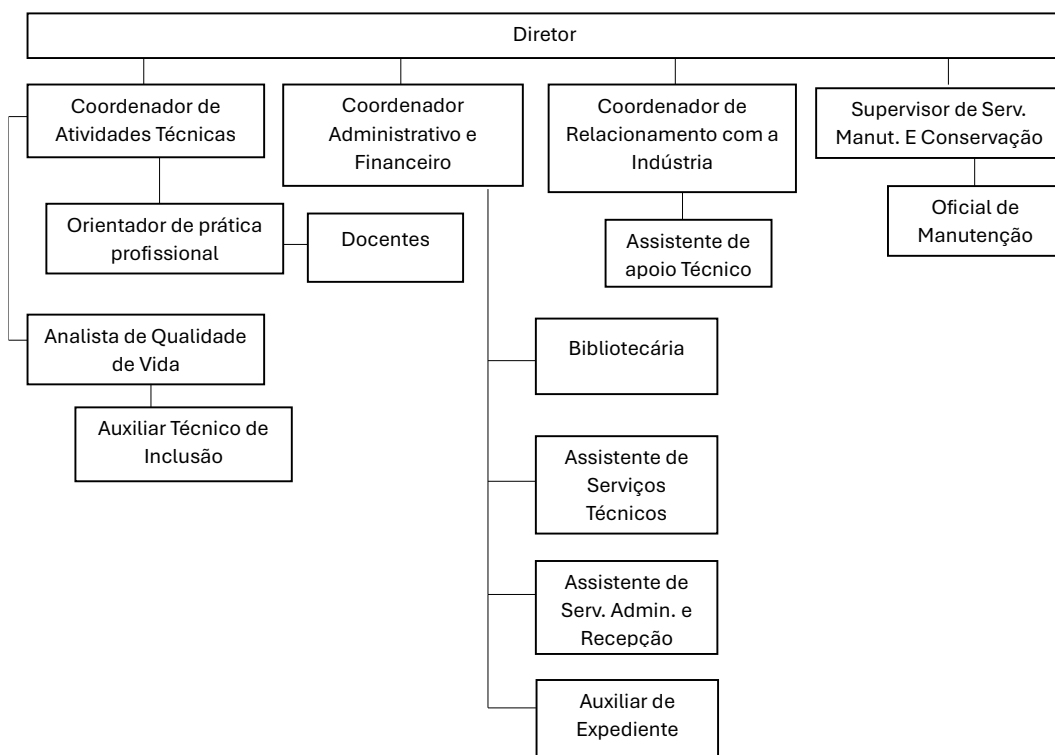 Diretor
Coordenador de
Atividades Técnicas
Coordenador
Administrativo e
Financeiro
Coordenador de
Relacionamento com a
Indústria
Supervisor de Serv.
Manut. E Conservação
Orientador de prática
profissional
Docentes
Assistente de
apoio Técnico
Oficial de
Manutenção
Analista de Qualidade
de Vida
Auxiliar Técnico de
Inclusão
Bibliotecária
Assistente de
Serviços
Técnicos
Assistente de
Serv. Admin. e
Recepção
Auxiliar de
Expediente